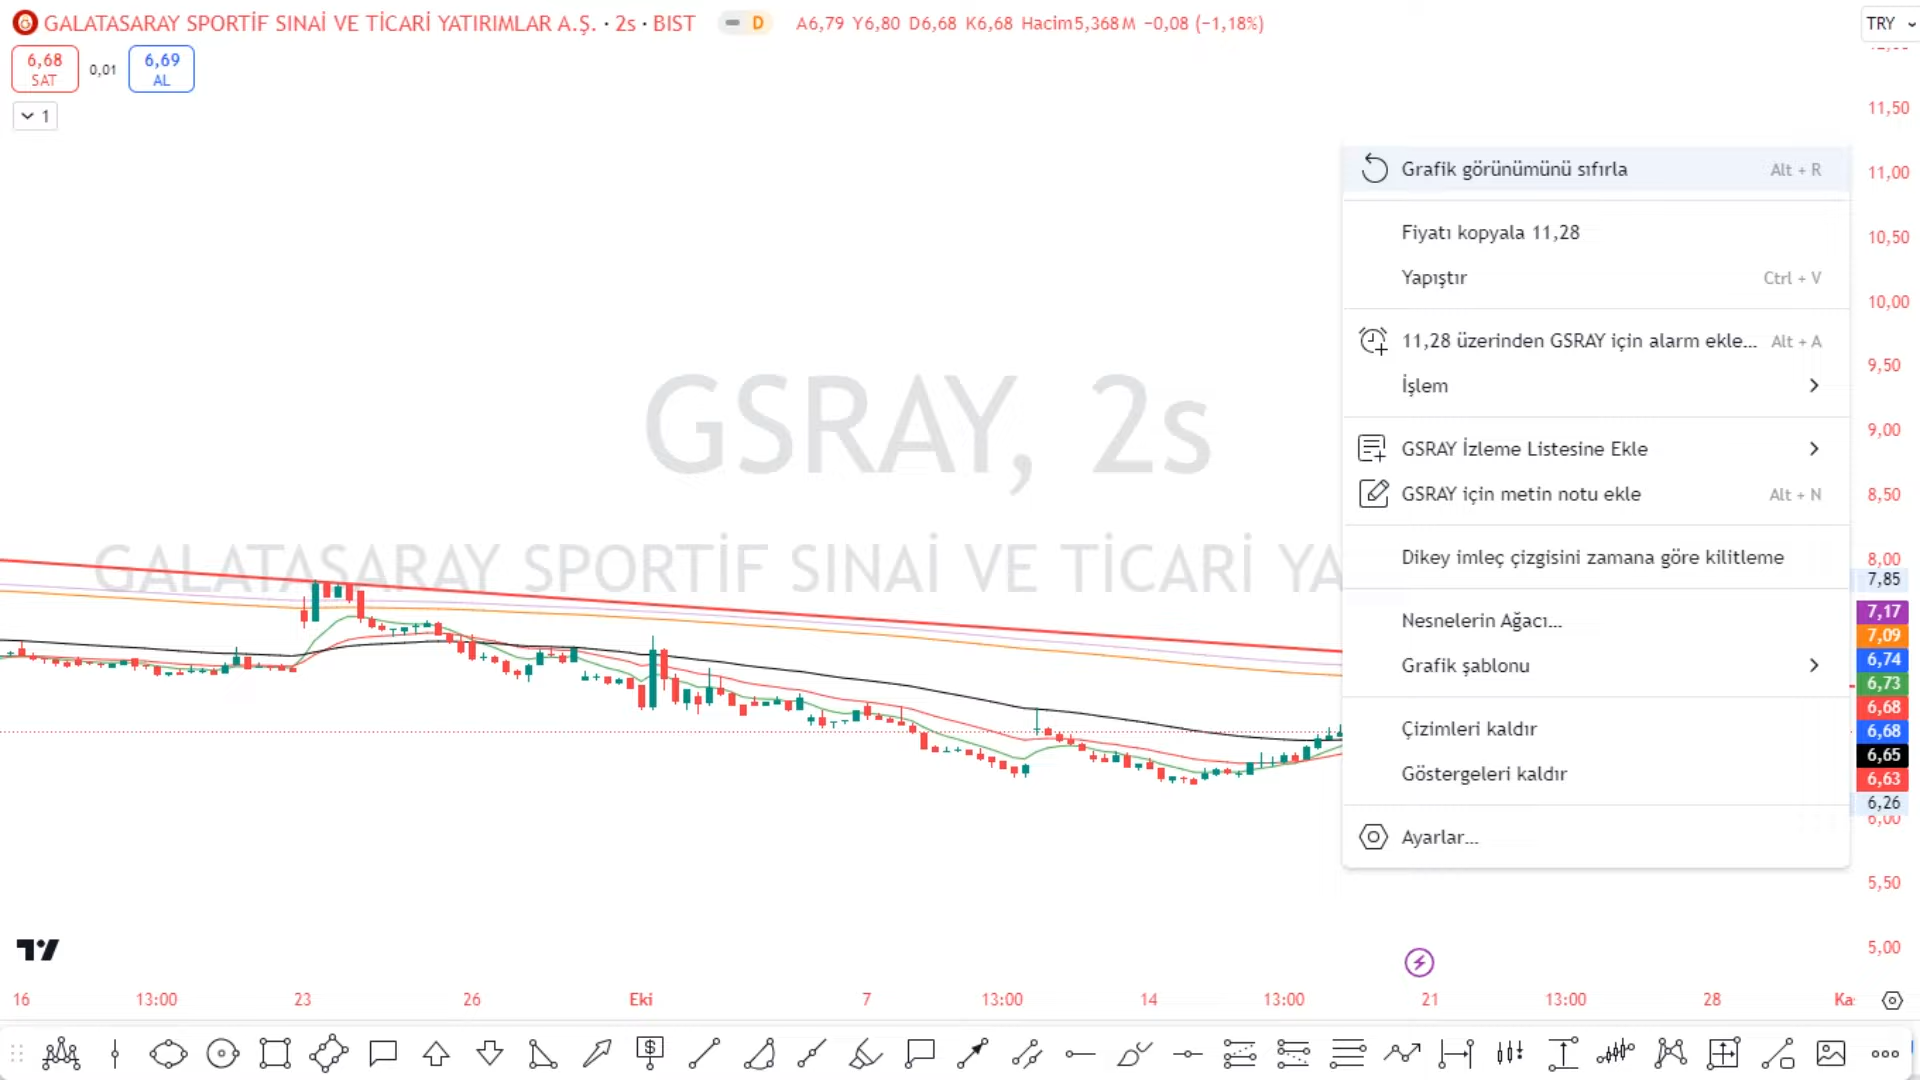 GALATASARAY SPORTİF SINAİ VE TİCARİ YATIRIMLAR A.Ş. · 2s · BIST
D
A6,79 Y6,80 D6,68 K6,68 Hacim5,368 M −0,08 (−1,18%)
TRY
6,68
SAT
0,01
6,69
AL
1
11,50
11,00
10,50
10,00
9,50
9,00
8,50
8,00
7,85
7,17
7,09
6,74
6,73
6,68
6,68
6,65
6,63
6,26
6,00
5,50
5,00
Grafik görünümünü sıfırla Alt + R
Fiyatı kopyala 11,28
Yapıştır Ctrl + V
11,28 üzerinden GSRAY için alarm ekle... Alt + A
İşlem
GSRAY İzleme Listesine Ekle
GSRAY için metin notu ekle Alt + N
Dikey imleç çizgisini zamana göre kilitleme
Nesnelerin Ağacı...
Grafik şablonu
Çizimleri kaldır
Göstergeleri kaldır
Ayarlar...
GSRAY, 2s
GALATASARAY SPORTİF SINAİ VE TİCARİ YA
16 13:00 23 26 Eki 7 13:00 14 13:00 21 13:00 28 Ka
$